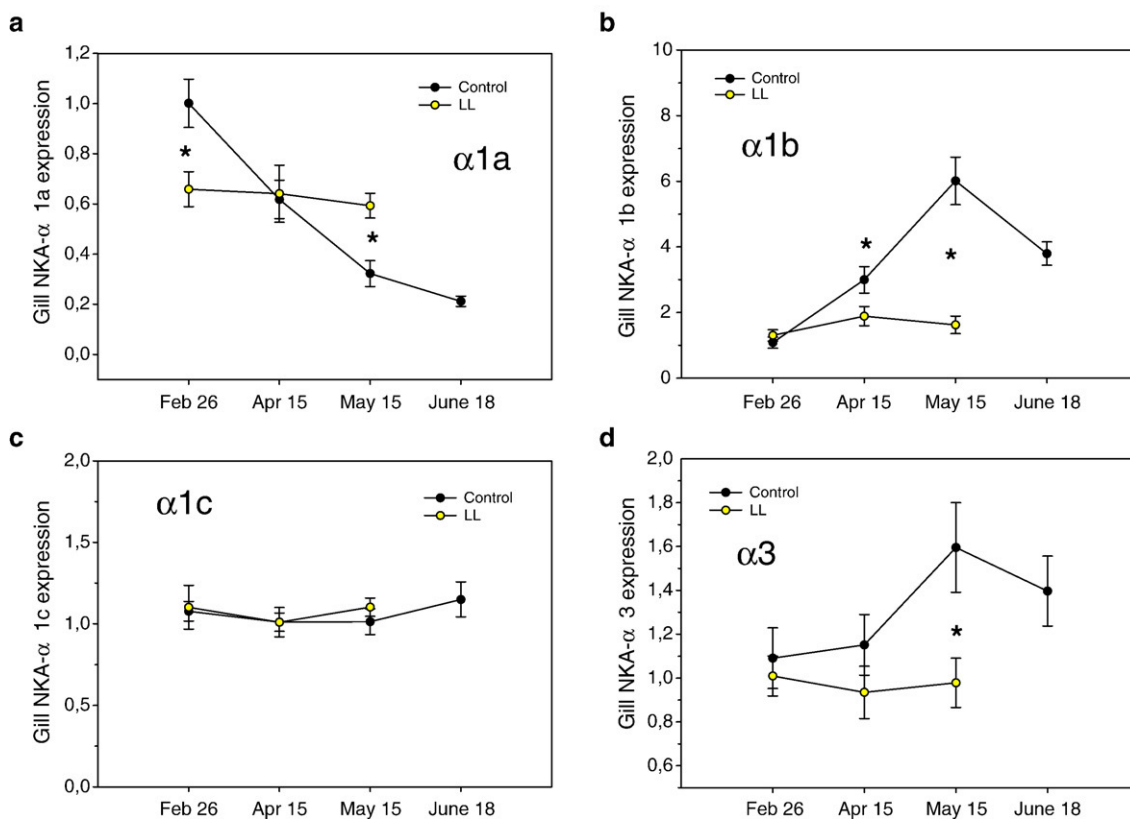 a
Gill NKA-α 1a expression
1,2
1,0
0,8
0,6
0,4
0,2
0,0
Control
LL
α1a
*
*
Feb 26 Apr 15 May 15 June 18
b
Gill NKA-α 1b expression
10
8
6
4
2
0
Control
LL
α1b
*
*
Feb 26 Apr 15 May 15 June 18
c
Gill NKA-α 1c expression
2,0
1,5
1,0
0,5
0,0
α1c
Control
LL
Feb 26 Apr 15 May 15 June 18
d
Gill NKA-α 3 expression
2,0
1,8
1,6
1,4
1,2
1,0
0,8
0,6
Control
LL
α3
*
Feb 26 Apr 15 May 15 June 18